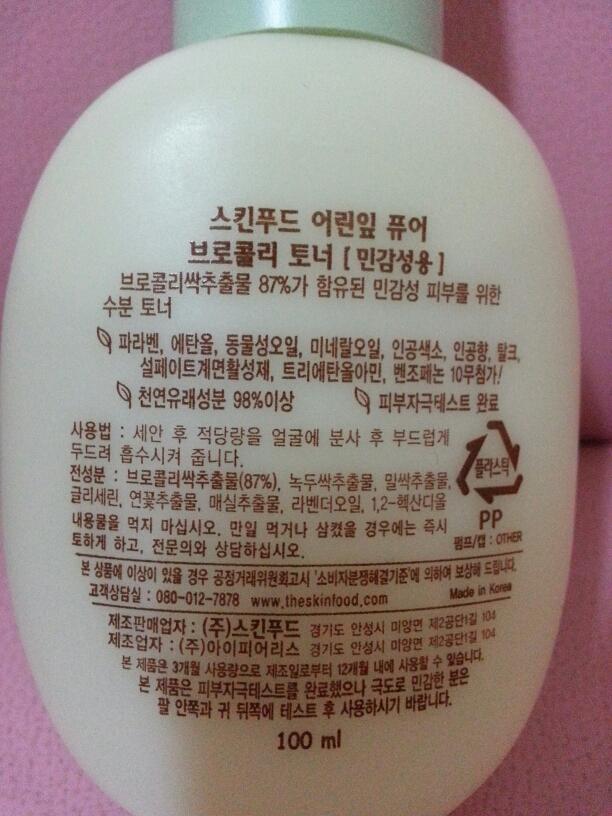 스킨푸드 어린잎 퓨어
브로콜리 토너 [ 민감성용 ]
브로콜리싹추출물 87%가 함유된 민감성 피부를 위한
수분 토너
파라벤, 에탄올, 동물성오일, 미네랄오일, 인공색소, 인공향, 탈크,
설페이트계면활성제, 트리에탄올아민, 벤조페논 10무첨가!
천연유래성분 98%이상 피부자극테스트 완료
사용법 : 세안 후 적당량을 얼굴에 분사 후 부드럽게
두드려 흡수시켜 줍니다.
전성분 : 브로콜리싹추출물(87%), 녹두싹추출물, 밀싹추출물,
글리세린, 연꽃추출물, 매실추출물, 라벤더오일, 1,2-헥산디올
내용물을 먹지 마십시오. 만일 먹거나 삼켰을 경우에는 즉시
토하게 하고, 전문의와 상담하십시오.
플라스틱
PP
펌프/캡 : OTHER
본 상품에 이상이 있을 경우 공정거래위원회고시 '소비자분쟁해결기준'에 의하여 보상해 드립니다.
고객상담실 : 080-012-7878 www.theskinfood.com Made in Korea
제조판매업자 : (주)스킨푸드 경기도 안성시 미양면 제2공단1길 104
제조업자 : (주)아이피어리스 경기도 안성시 미양면 제2공단1길 104
본 제품은 3개월 사용량으로 제조일로부터 12개월 내에 사용할 수 있습니다.
본 제품은 피부자극테스트를 완료했으나 극도로 민감한 분은
팔 안쪽과 귀 뒤쪽에 테스트 후 사용하시기 바랍니다.
100 ml